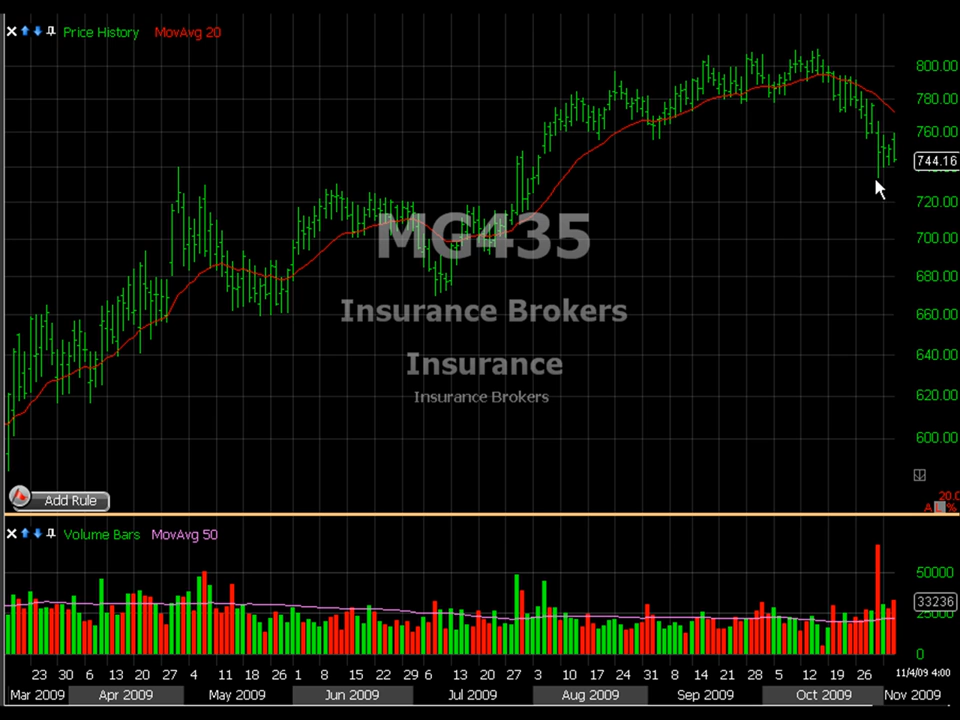 Price History MovAvg 20
800.00
780.00
760.00
744.16
720.00
700.00
MG435
680.00
Insurance Brokers
660.00
Insurance
640.00
Insurance Brokers
620.00
600.00
Add Rule
20.0
A L %
Volume Bars MovAvg 50
50000
33236
25000
0
23 30 6 13 20 27 4 11 18 26 1 8 15 22 29 6 13 20 27 3 10 17 24 31 8 14 21 28 5 12 19 26 11/4/09 4:00
Mar 2009 Apr 2009 May 2009 Jun 2009 Jul 2009 Aug 2009 Sep 2009 Oct 2009 Nov 2009